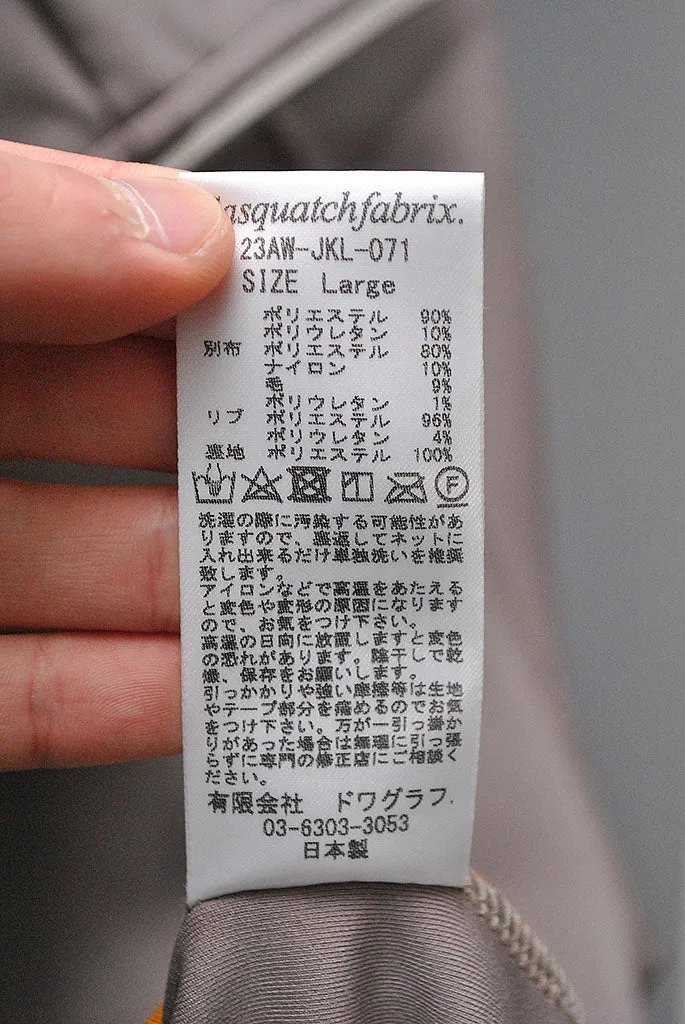 asquatchfabrix.
23AW-JKL-071
SIZE Large
ポリエステル 90%
ポリウレタン 10%
別布 ポリエステル 80%
ナイロン 10%
綿 9%
ポリウレタン 1%
リブ ポリエステル 96%
ポリウレタン 4%
裏地 ポリエステル 100%
F
洗濯の際に汚染する可能性があ
りますので、裏返してネットに
入れ出来るだけ単独洗いを推奨
致します。
アイロンなどで高温をあたえる
と変色や変形の原因になります
ので、お気をつけ下さい。
高温の日向に放置しますと変色
の恐れがあります。陰干しで乾
燥、保存をお願いします。
引っかかりや強い摩擦等は生地
やテープ部分を痛めるのでお気
をつけ下さい。万が一引っ掛か
りがあった場合は無理に引っ張
らずに専門の修正店にご相談く
ださい。
有限会社 ドワグラフ.
03-6303-3053
日本製